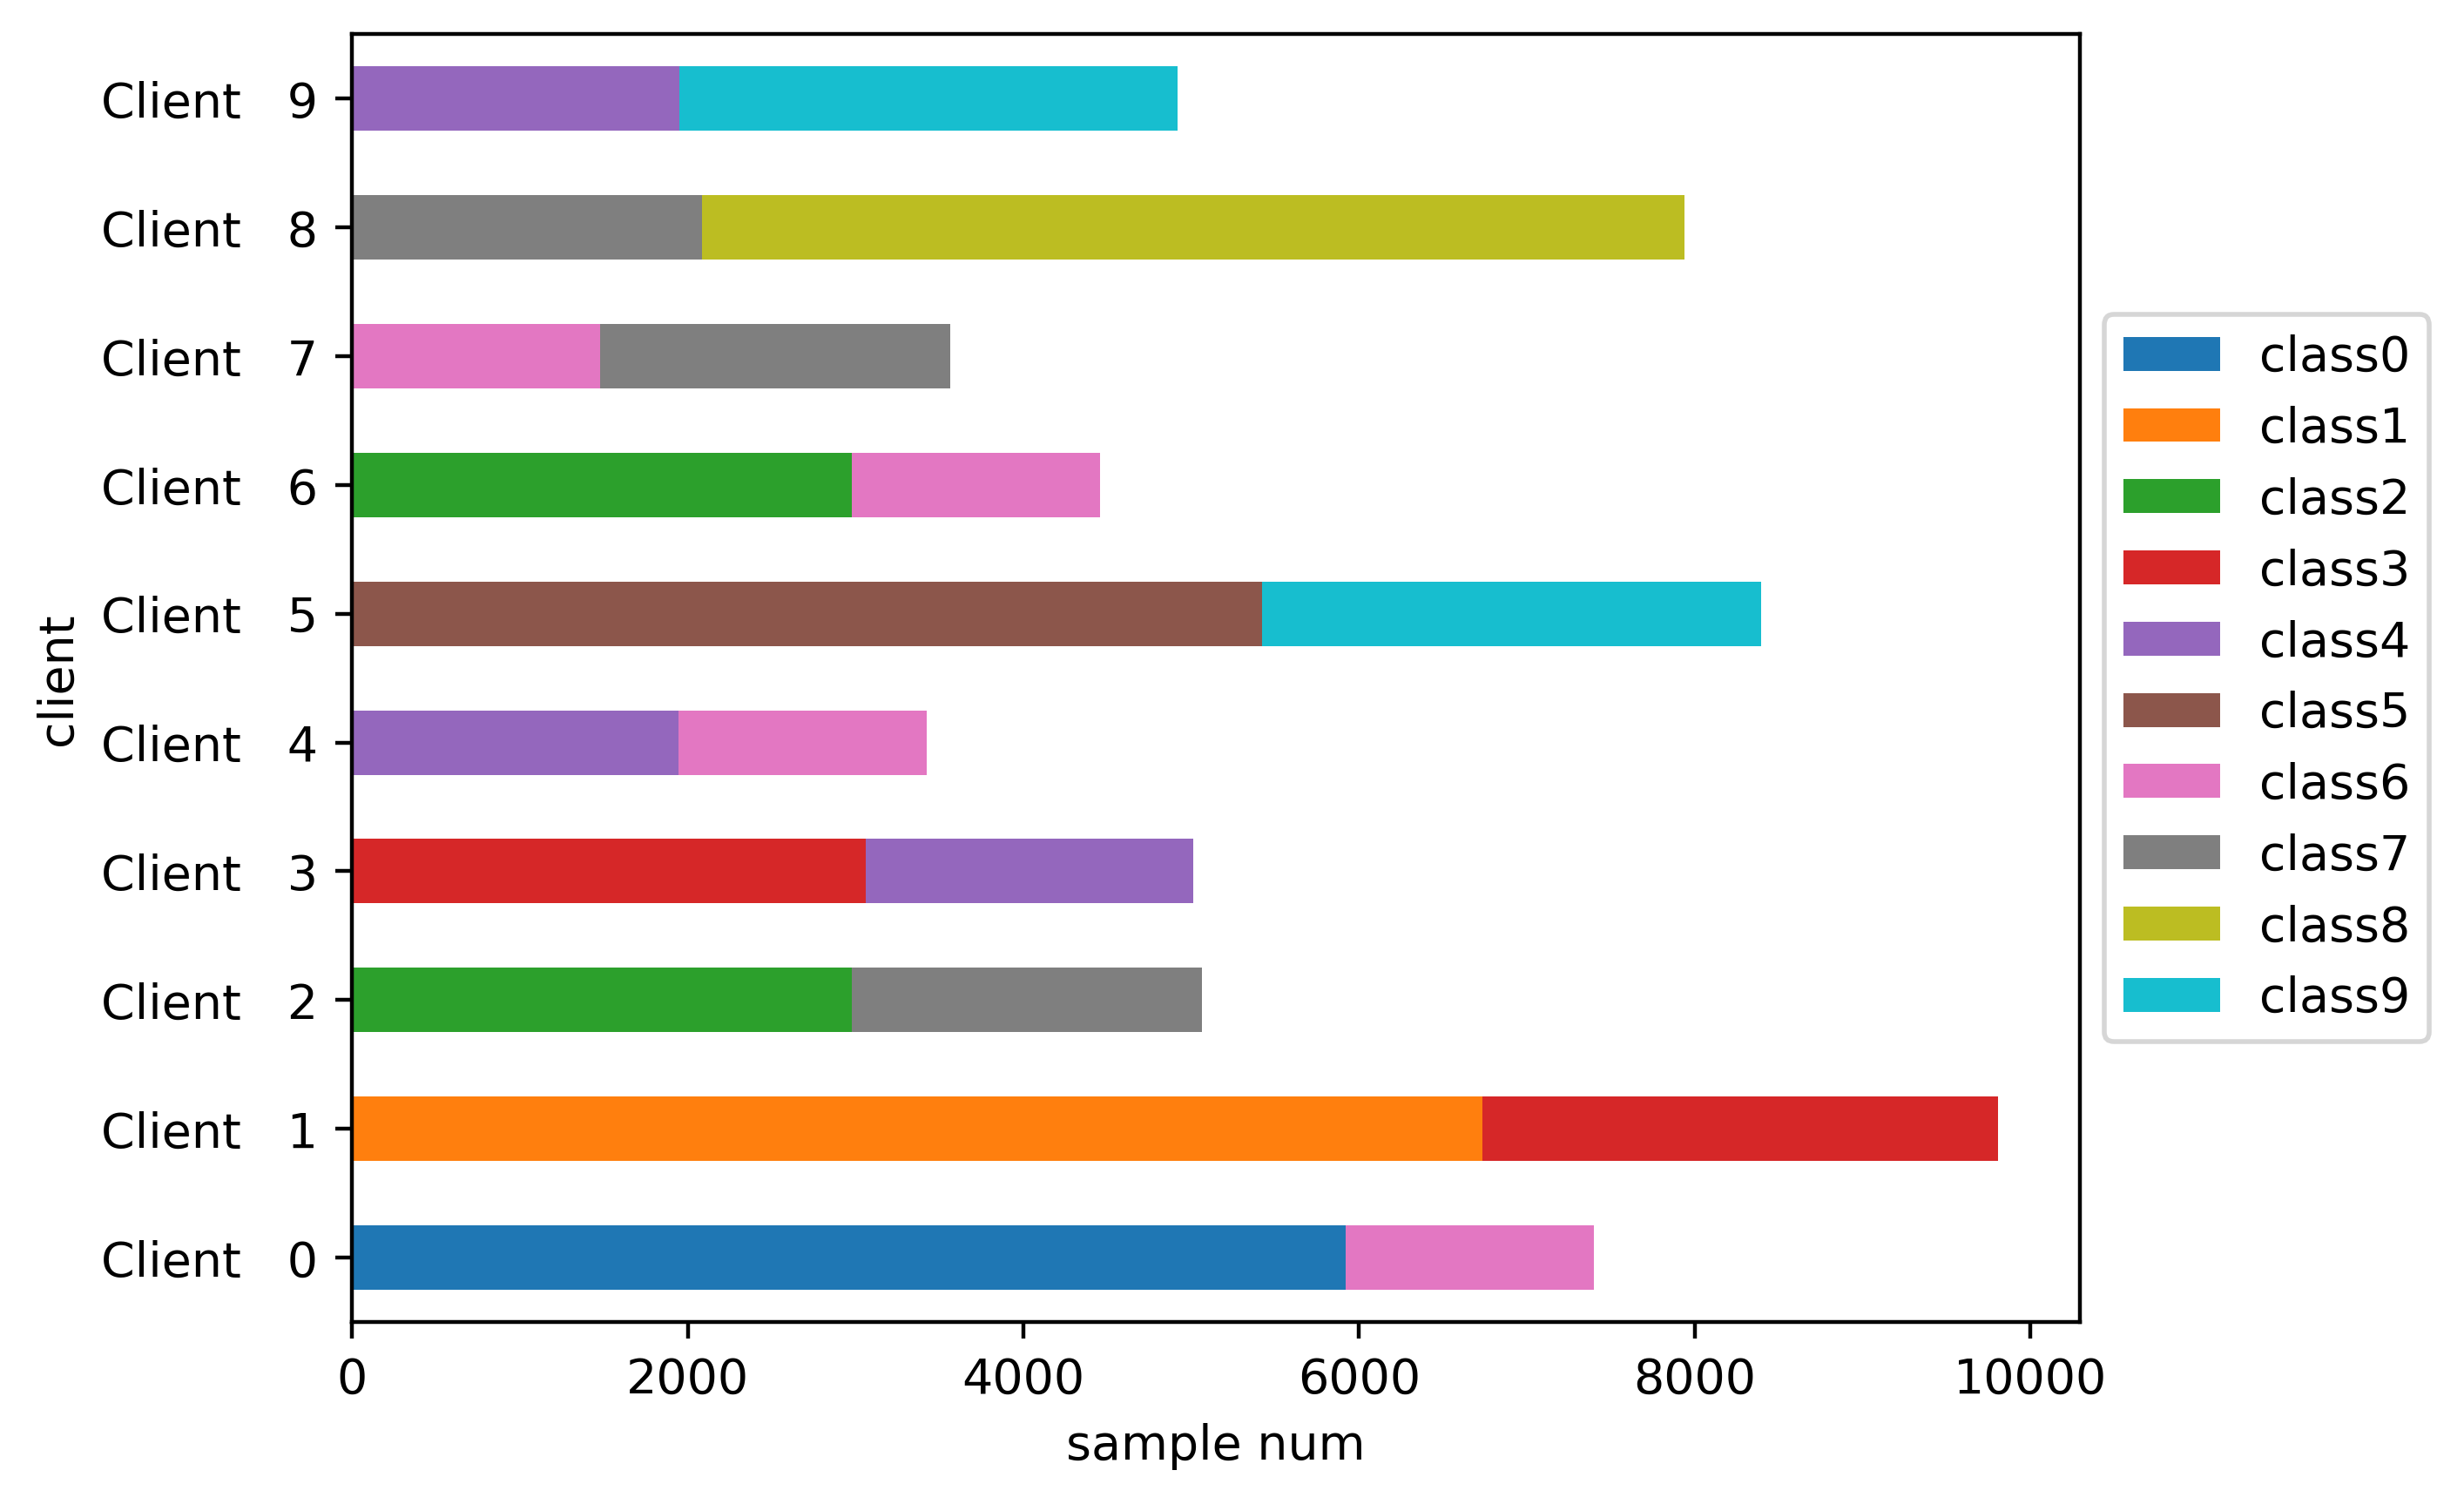 Client 9
Client 8
Client 7
Client 6
Client 5
Client 4
Client 3
Client 2
Client 1
Client 0
client
0 2000 4000 6000 8000 10000
sample num
class0
class1
class2
class3
class4
class5
class6
class7
class8
class9